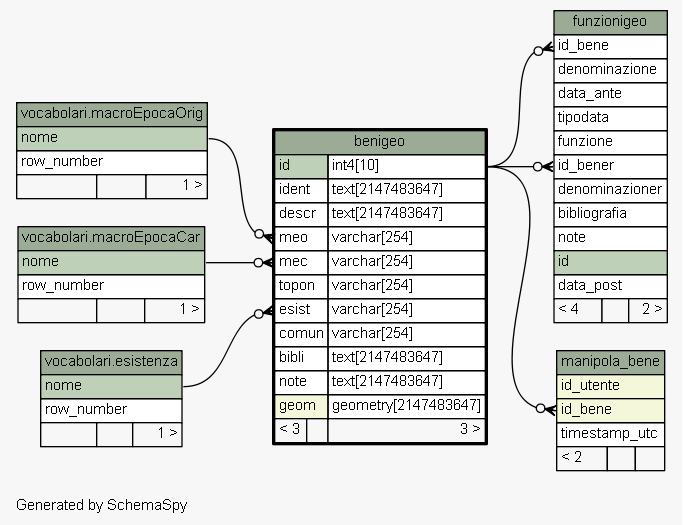 vocabolari.macroEpocaOrig
nome
row_number
1 >
vocabolari.macroEpocaCar
nome
row_number
1 >
vocabolari.esistenza
nome
row_number
1 >
benigeo
id int4[10]
ident text[2147483647]
descr text[2147483647]
meo varchar[254]
mec varchar[254]
topon varchar[254]
esist varchar[254]
comun varchar[254]
bibli text[2147483647]
note text[2147483647]
geom geometry[2147483647]
< 3 3 >
funzionigeo
id_bene
denominazione
data_ante
tipodata
funzione
id_bener
denominazioner
bibliografia
note
id
data_post
< 4 2 >
manipola_bene
id_utente
id_bene
timestamp_utc
< 2
Generated by SchemaSpy